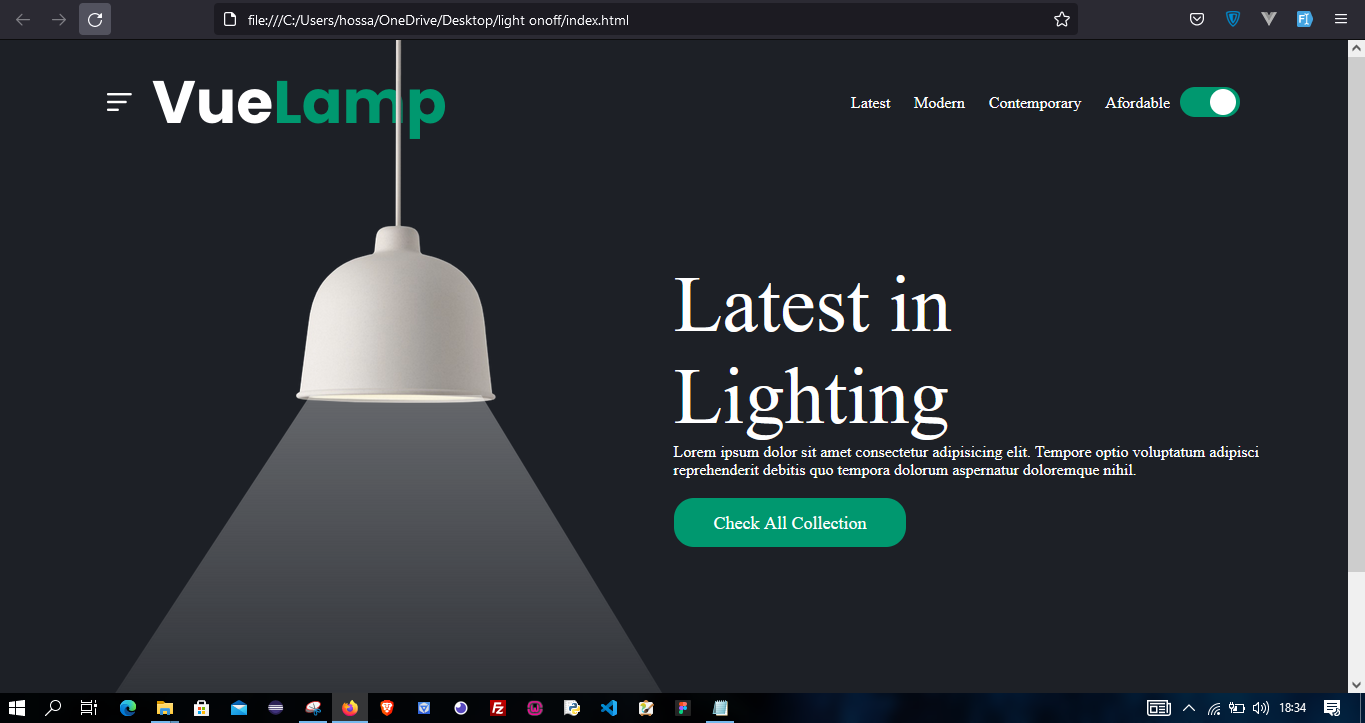 file:///C:/Users/hossa/OneDrive/Desktop/light onoff/index.html
VueLamp
Latest Modern Contemporary Afordable
Latest in
Lighting
Lorem ipsum dolor sit amet consectetur adipisicing elit. Tempore optio voluptatum adipisci
reprehenderit debitis quo tempora dolorum aspernatur doloremque nihil.
Check All Collection
18:34